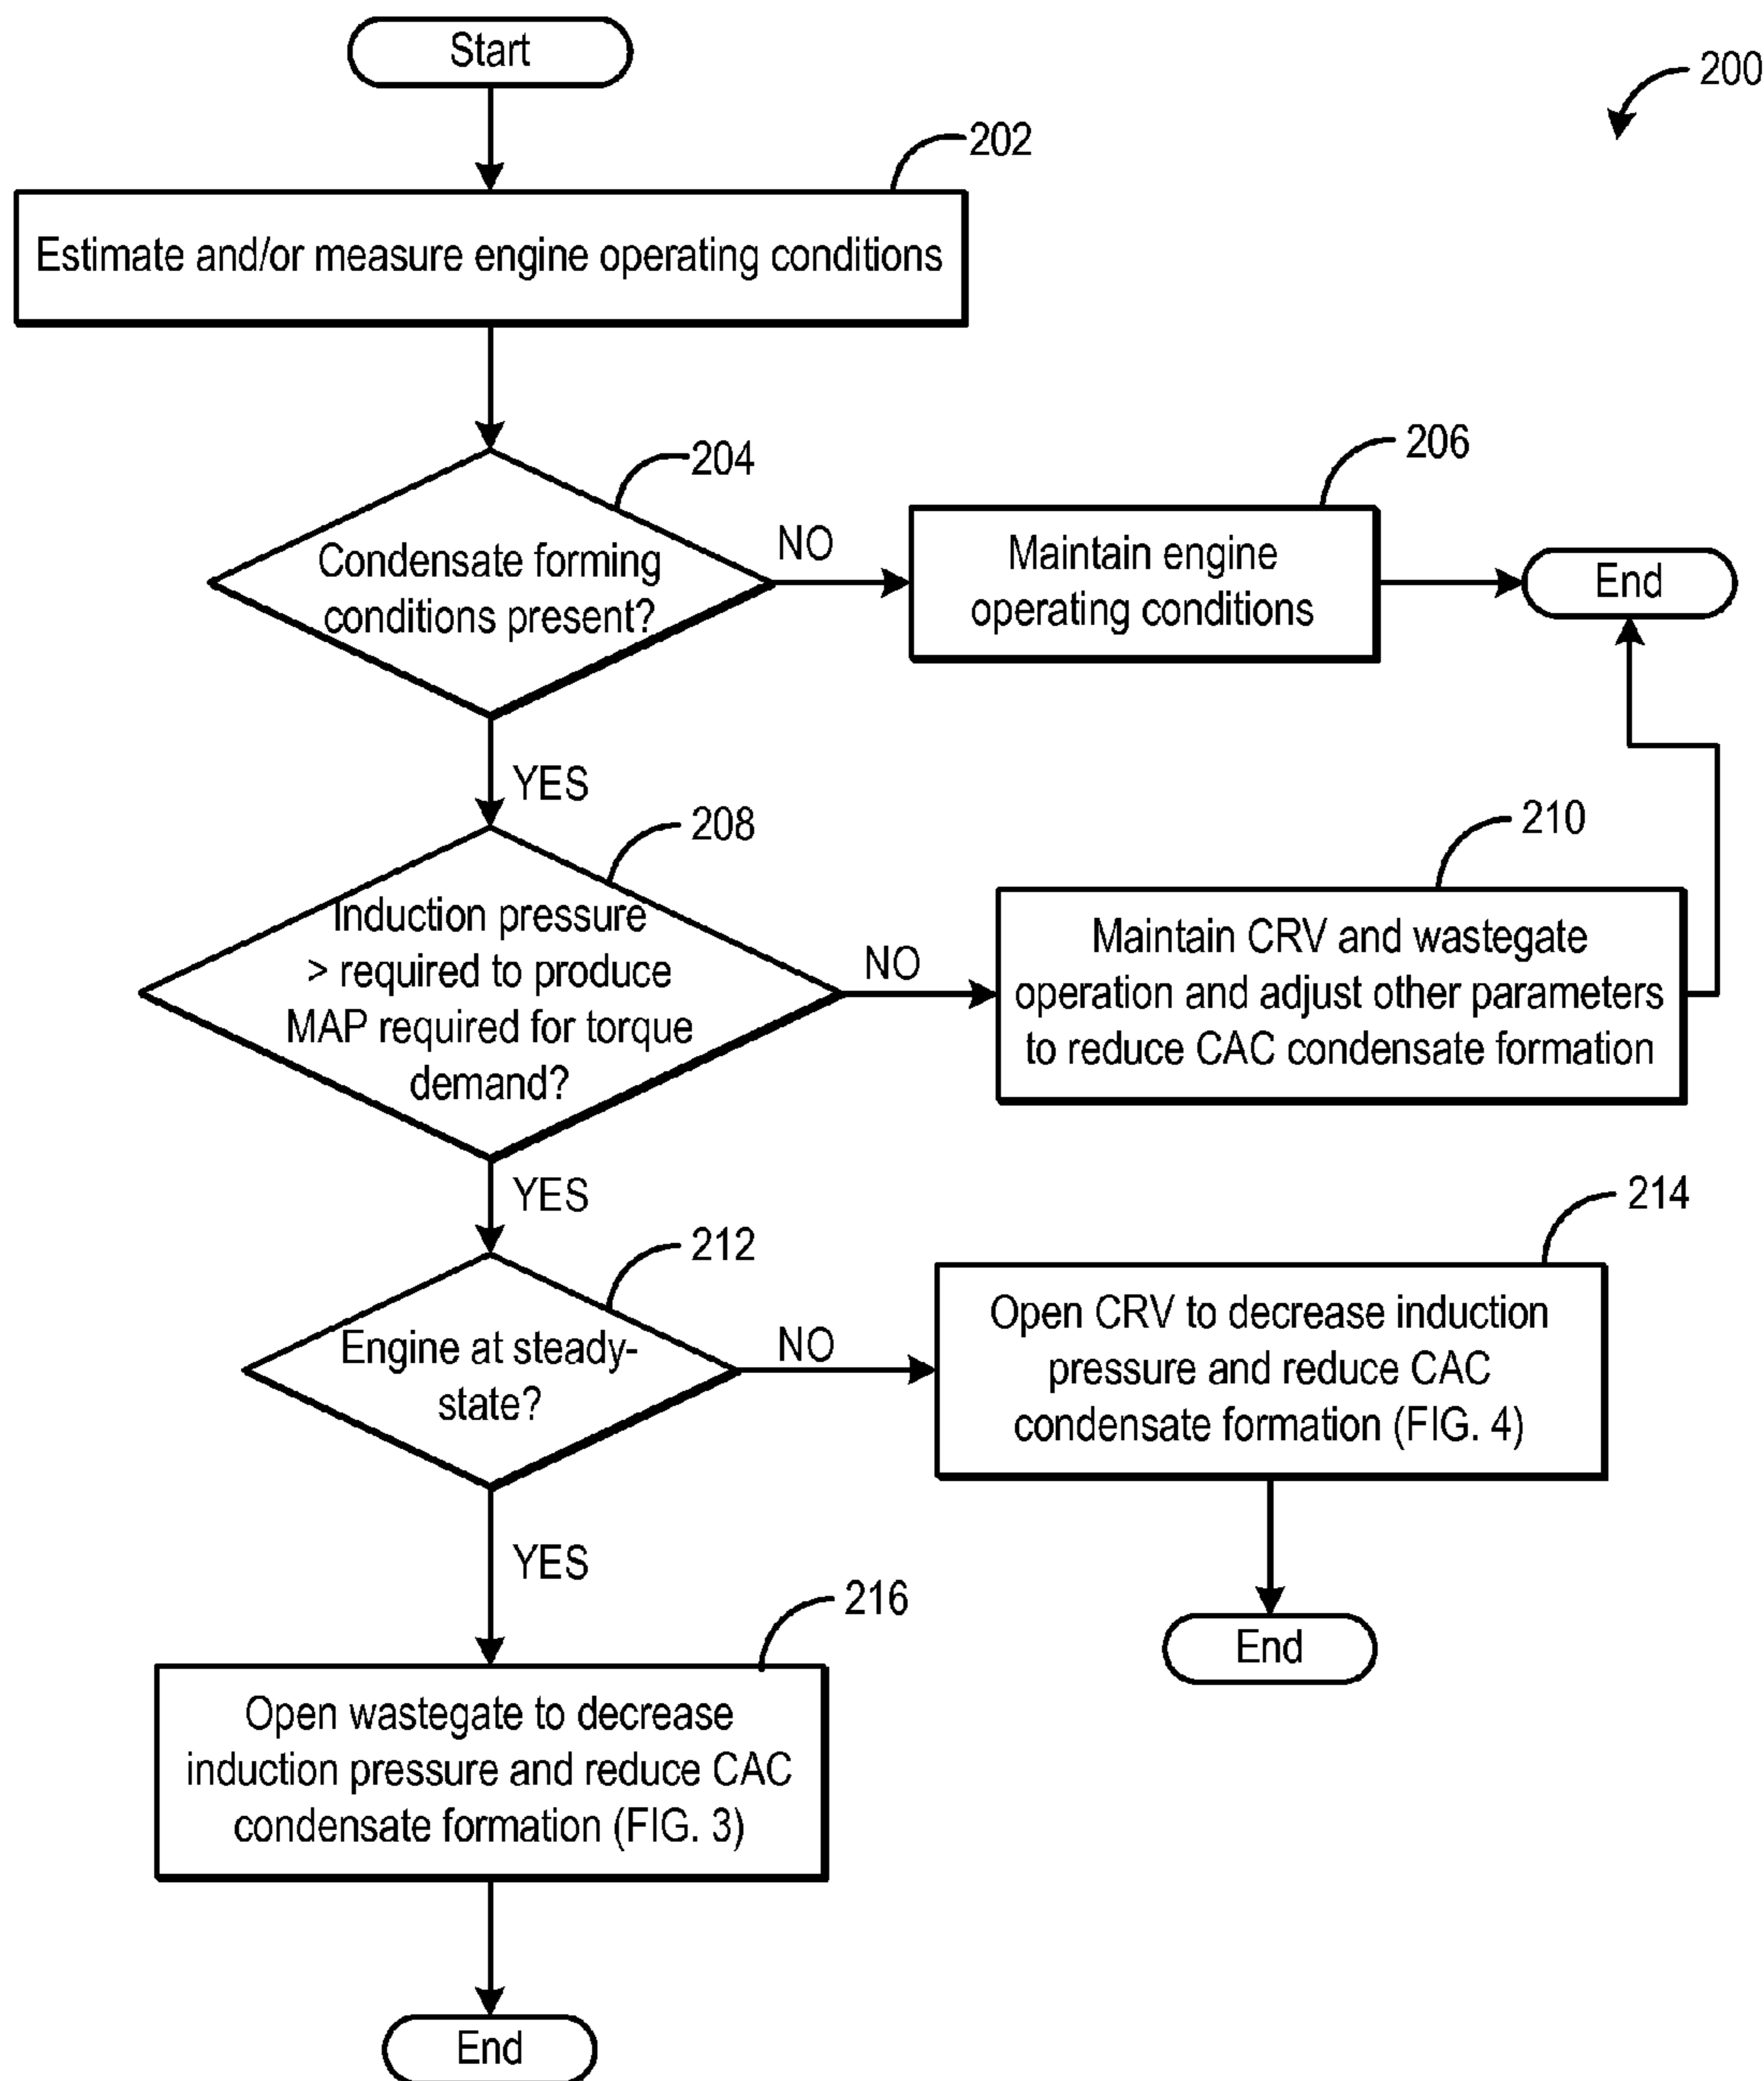 Start
200
202
Estimate and/or measure engine operating conditions
204
Condensate forming
conditions present?
NO
206
Maintain engine
operating conditions
End
YES
208
Induction pressure
> required to produce
MAP required for torque
demand?
NO
210
Maintain CRV and wastegate
operation and adjust other parameters
to reduce CAC condensate formation
YES
212
Engine at steady-
state?
NO
214
Open CRV to decrease induction
pressure and reduce CAC
condensate formation (FIG. 4)
End
YES
216
Open wastegate to decrease
induction pressure and reduce CAC
condensate formation (FIG. 3)
End